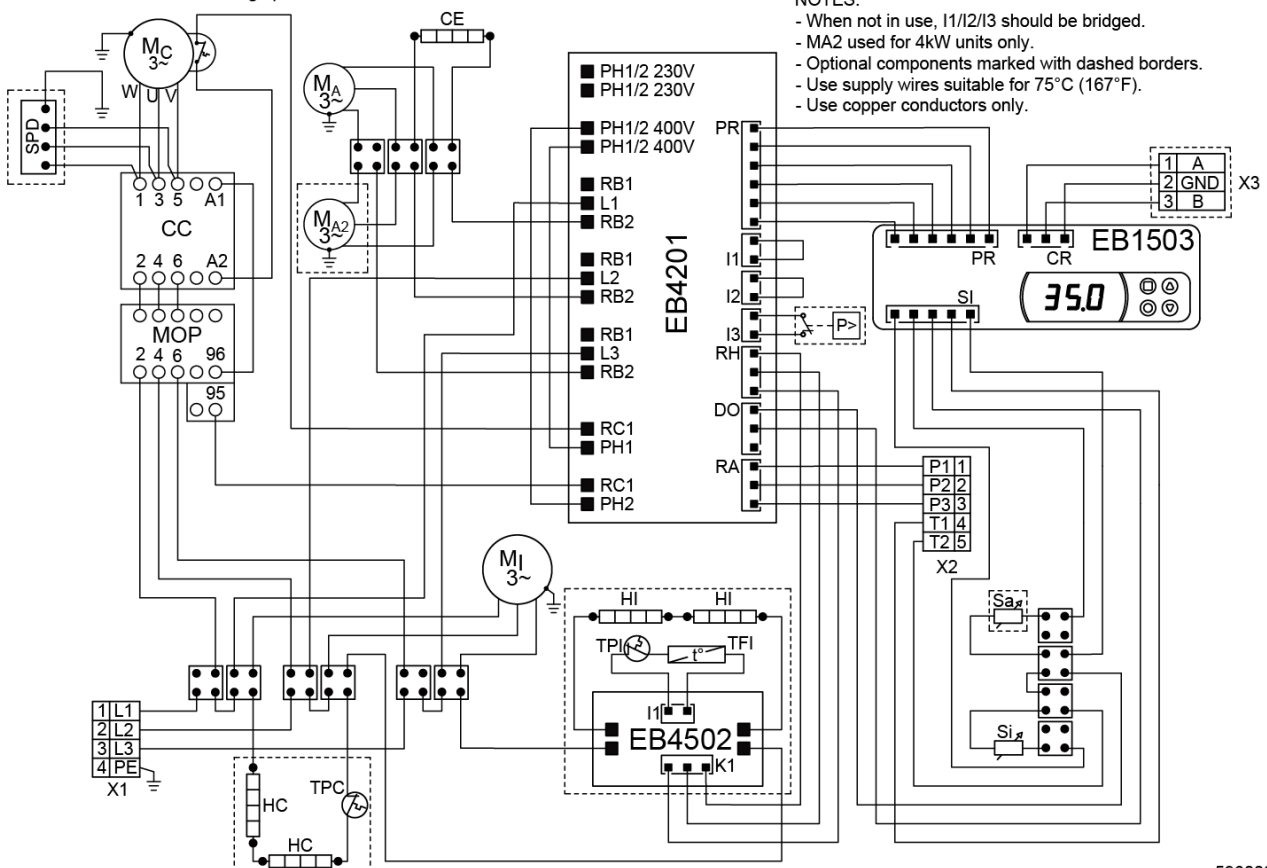 NOTES:
- When not in use, I1/I2/I3 should be bridged.
- MA2 used for 4kW units only.
- Optional components marked with dashed borders.
- Use supply wires suitable for 75°C (167°F).
- Use copper conductors only.
CE
MC
3~
W U V
SPD
MA
3~
MA2
3~
1 3 5 A1
CC
2 4 6 A2
MOP
2 4 6 96
95
PH1/2 230V
PH1/2 230V
PH1/2 400V
PH1/2 400V
RB1
L1
RB2
RB1
L2
RB2
RB1
L3
RB2
RC1
PH1
RC1
PH2
EB4201
PR
I1
I2
I3
RH
DO
RA
P>
1 A
2 GND
3 B
X3
EB1503
PR
CR
SI
35.0
P1 1
P2 2
P3 3
T1 4
T2 5
X2
Sa
Si
MI
3~
HI
HI
TPI
t°
TFI
I1
EB4502
K1
1 L1
2 L2
3 L3
4 PE
X1
HC
TPC
HC